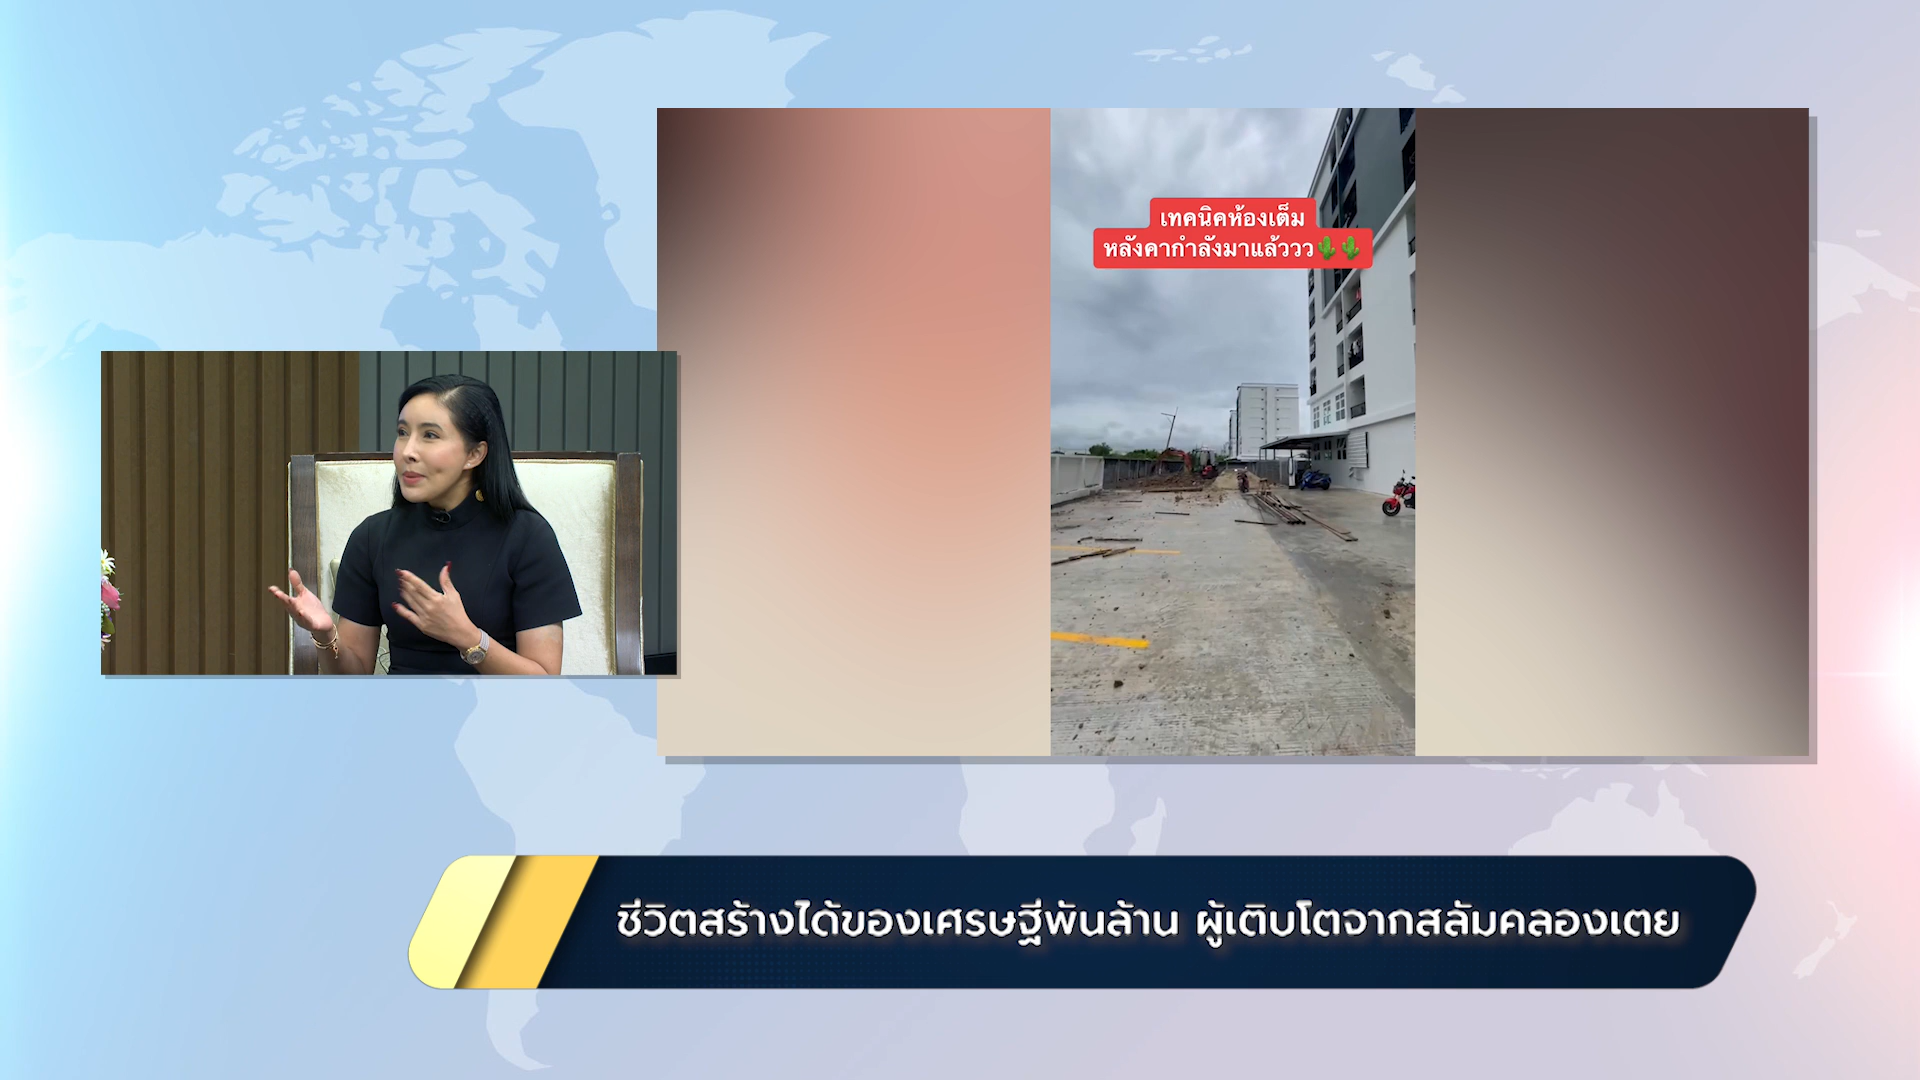 เทคนิคห้องเต็ม
หลังคากำลังมาแล้ววว🌵🌵
ชีวิตสร้างได้ของเศรษฐีพันล้าน ผู้เติบโตจากสลัมคลองเตย